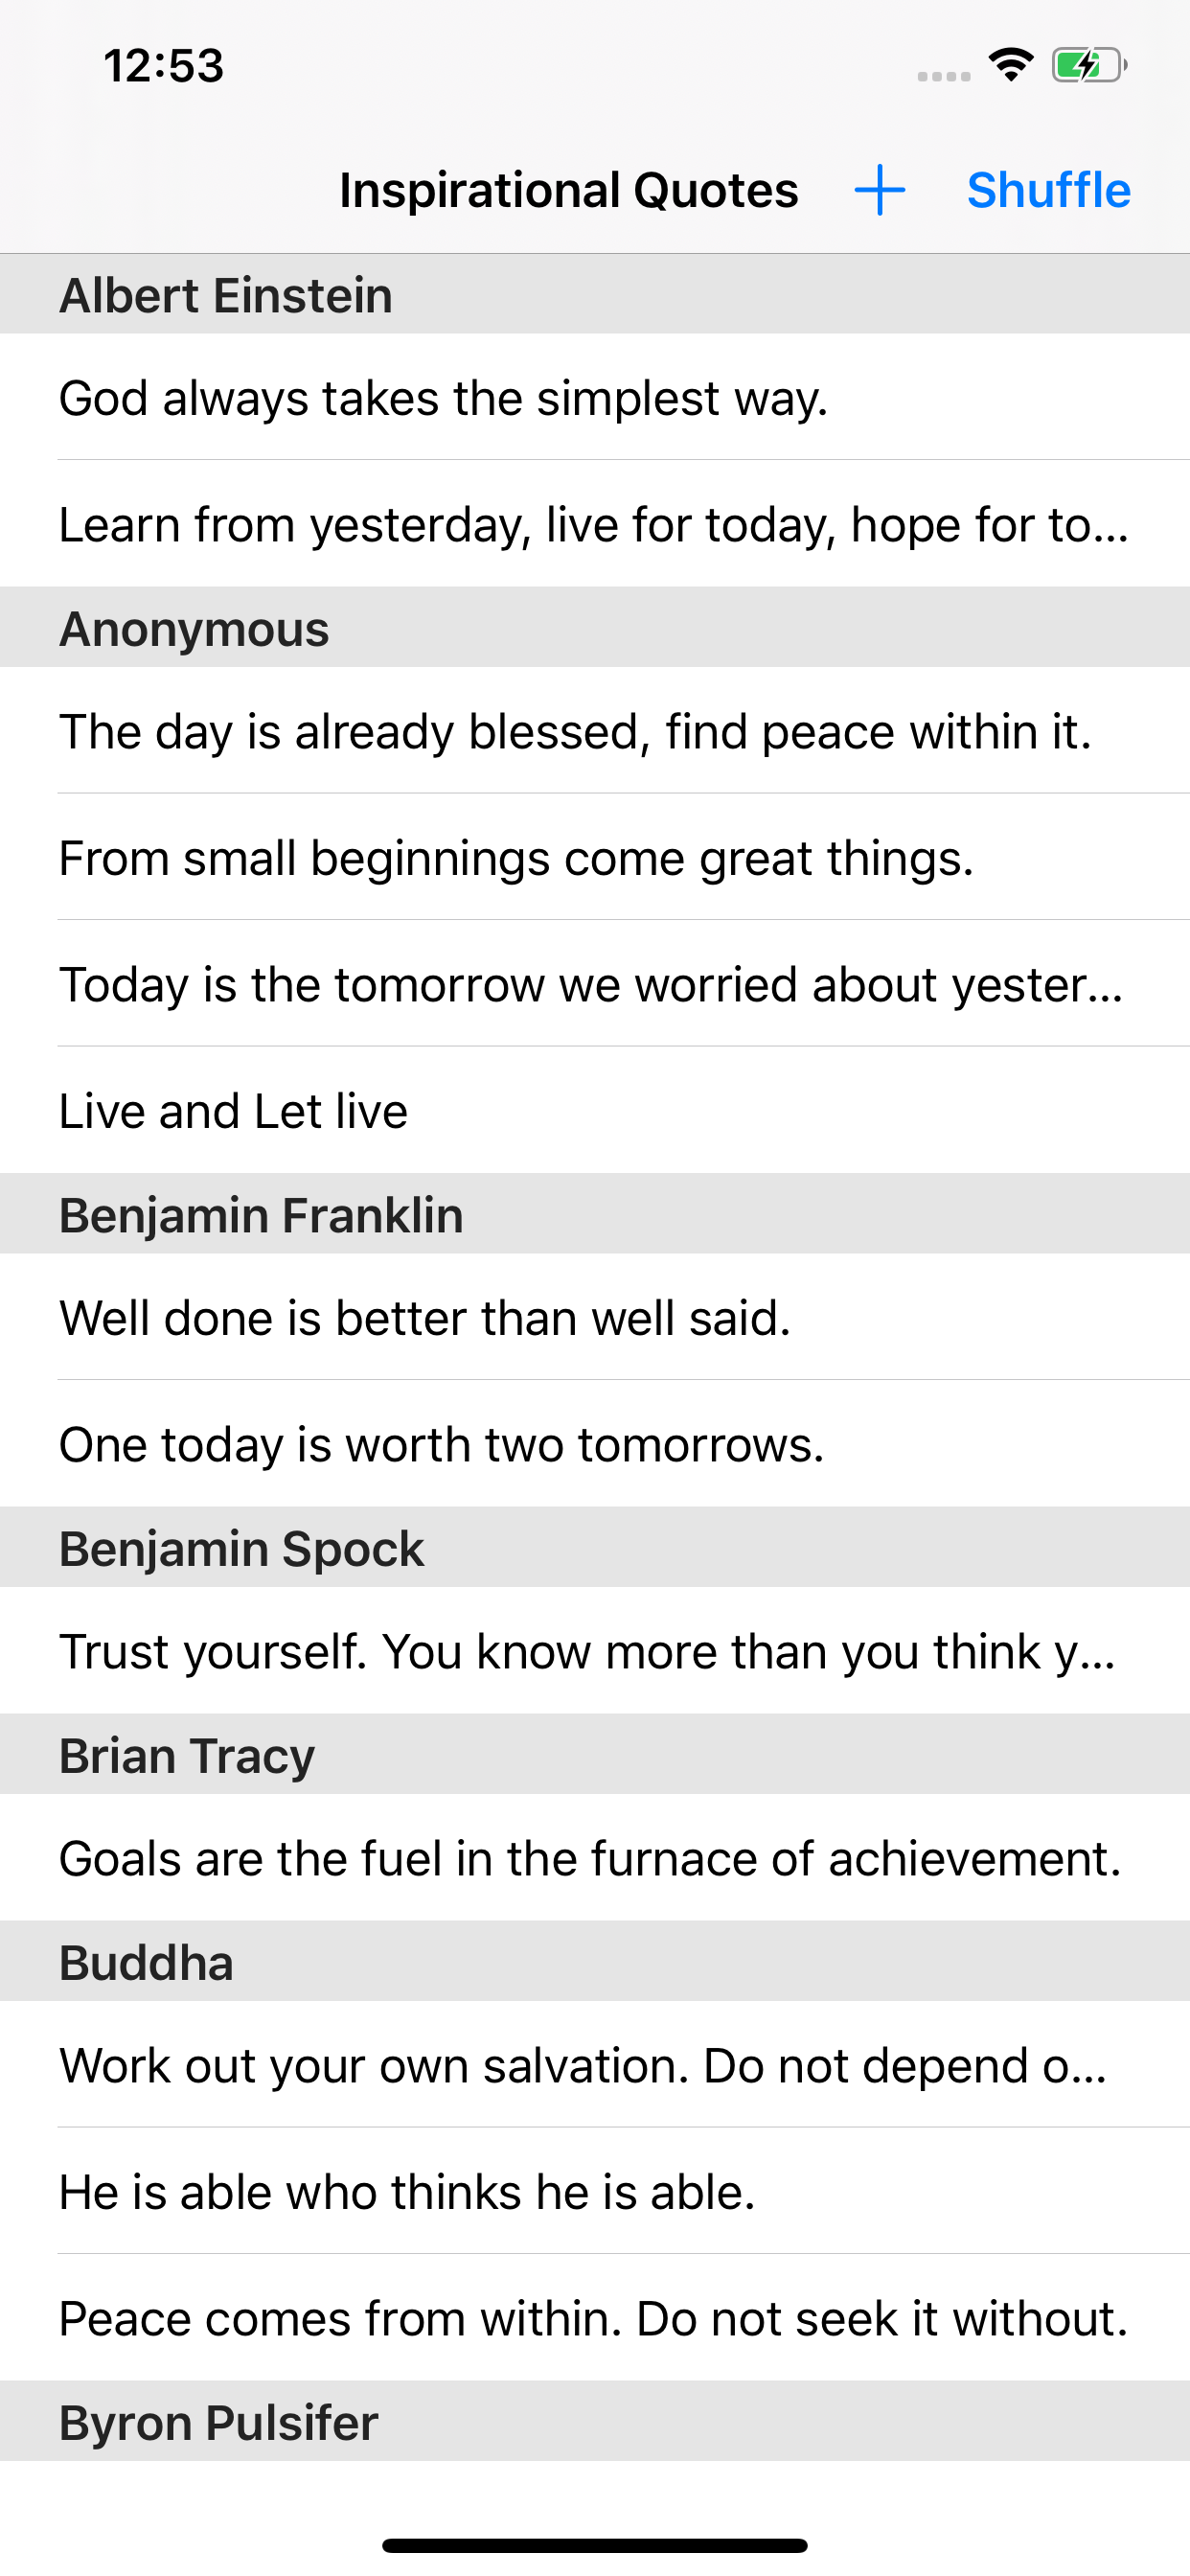 12:53
Inspirational Quotes
Shuffle
Albert Einstein
God always takes the simplest way.
Learn from yesterday, live for today, hope for to...
Anonymous
The day is already blessed, find peace within it.
From small beginnings come great things.
Today is the tomorrow we worried about yester...
Live and Let live
Benjamin Franklin
Well done is better than well said.
One today is worth two tomorrows.
Benjamin Spock
Trust yourself. You know more than you think y...
Brian Tracy
Goals are the fuel in the furnace of achievement.
Buddha
Work out your own salvation. Do not depend o...
He is able who thinks he is able.
Peace comes from within. Do not seek it without.
Byron Pulsifer